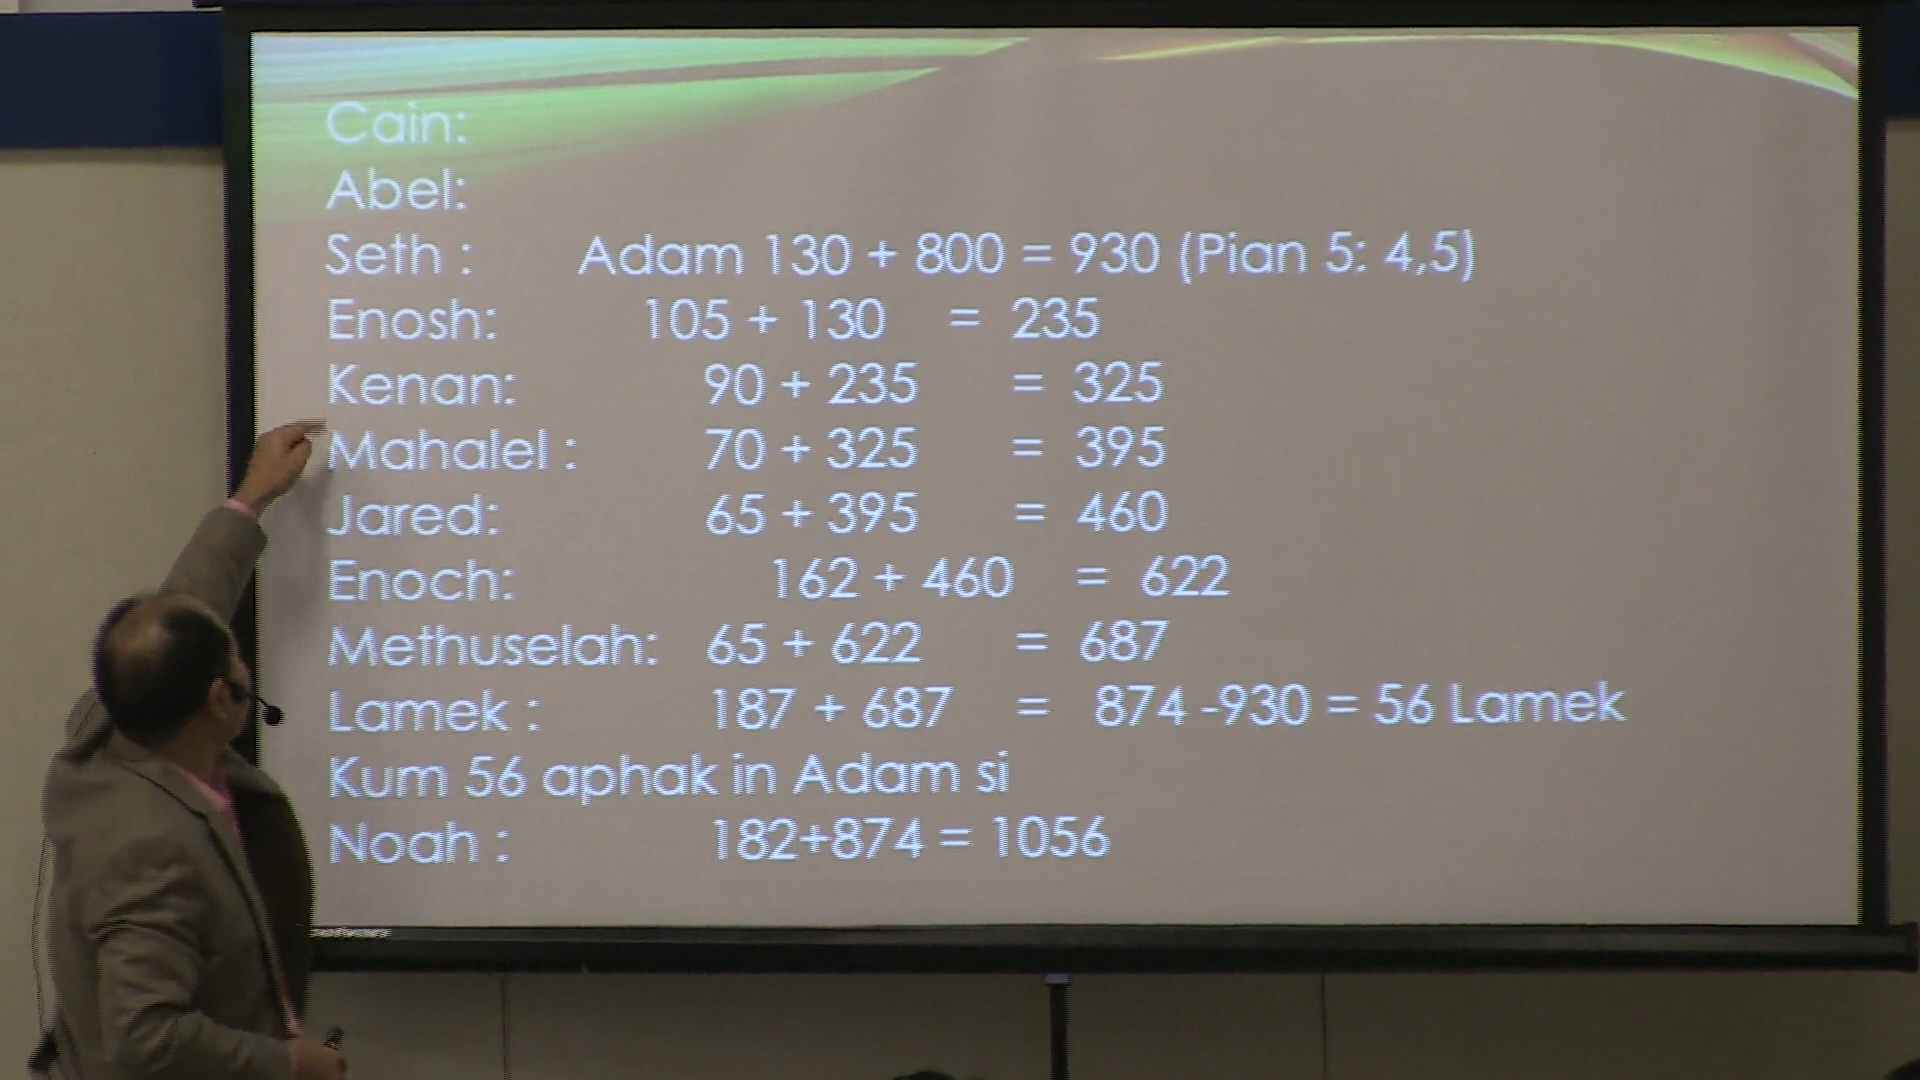 Cain:
Abel:
Seth : Adam 130 + 800 = 930 (Pian 5: 4,5)
Enosh: 105 + 130 = 235
Kenan: 90 + 235 = 325
Mahalel : 70 + 325 = 395
Jared: 65 + 395 = 460
Enoch: 162 + 460 = 622
Methuselah: 65 + 622 = 687
Lamek : 187 + 687 = 874 -930 = 56 Lamek
Kum 56 aphak in Adam si
Noah : 182+874 = 1056